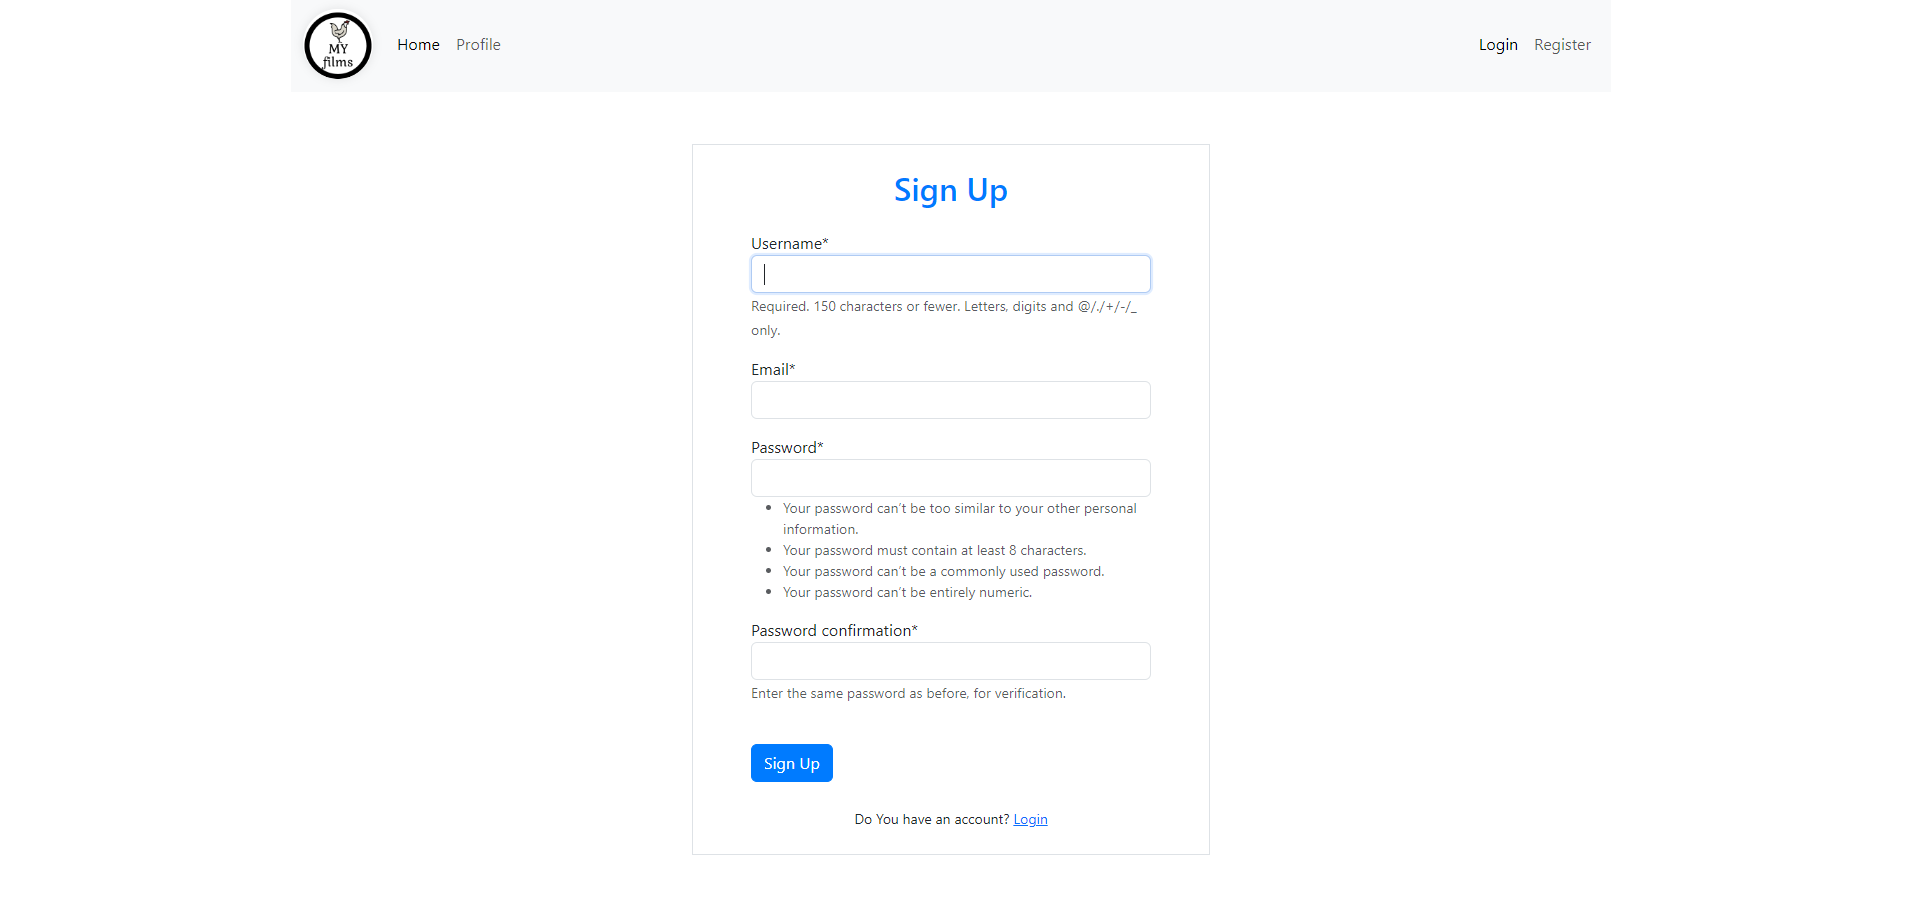 MY
films
Home Profile
Login Register
Sign Up
Username*
Required. 150 characters or fewer. Letters, digits and @/./+/-/_
only.
Email*
Password*
Your password can’t be too similar to your other personal
information.
Your password must contain at least 8 characters.
Your password can’t be a commonly used password.
Your password can’t be entirely numeric.
Password confirmation*
Enter the same password as before, for verification.
Sign Up
Do You have an account? Login